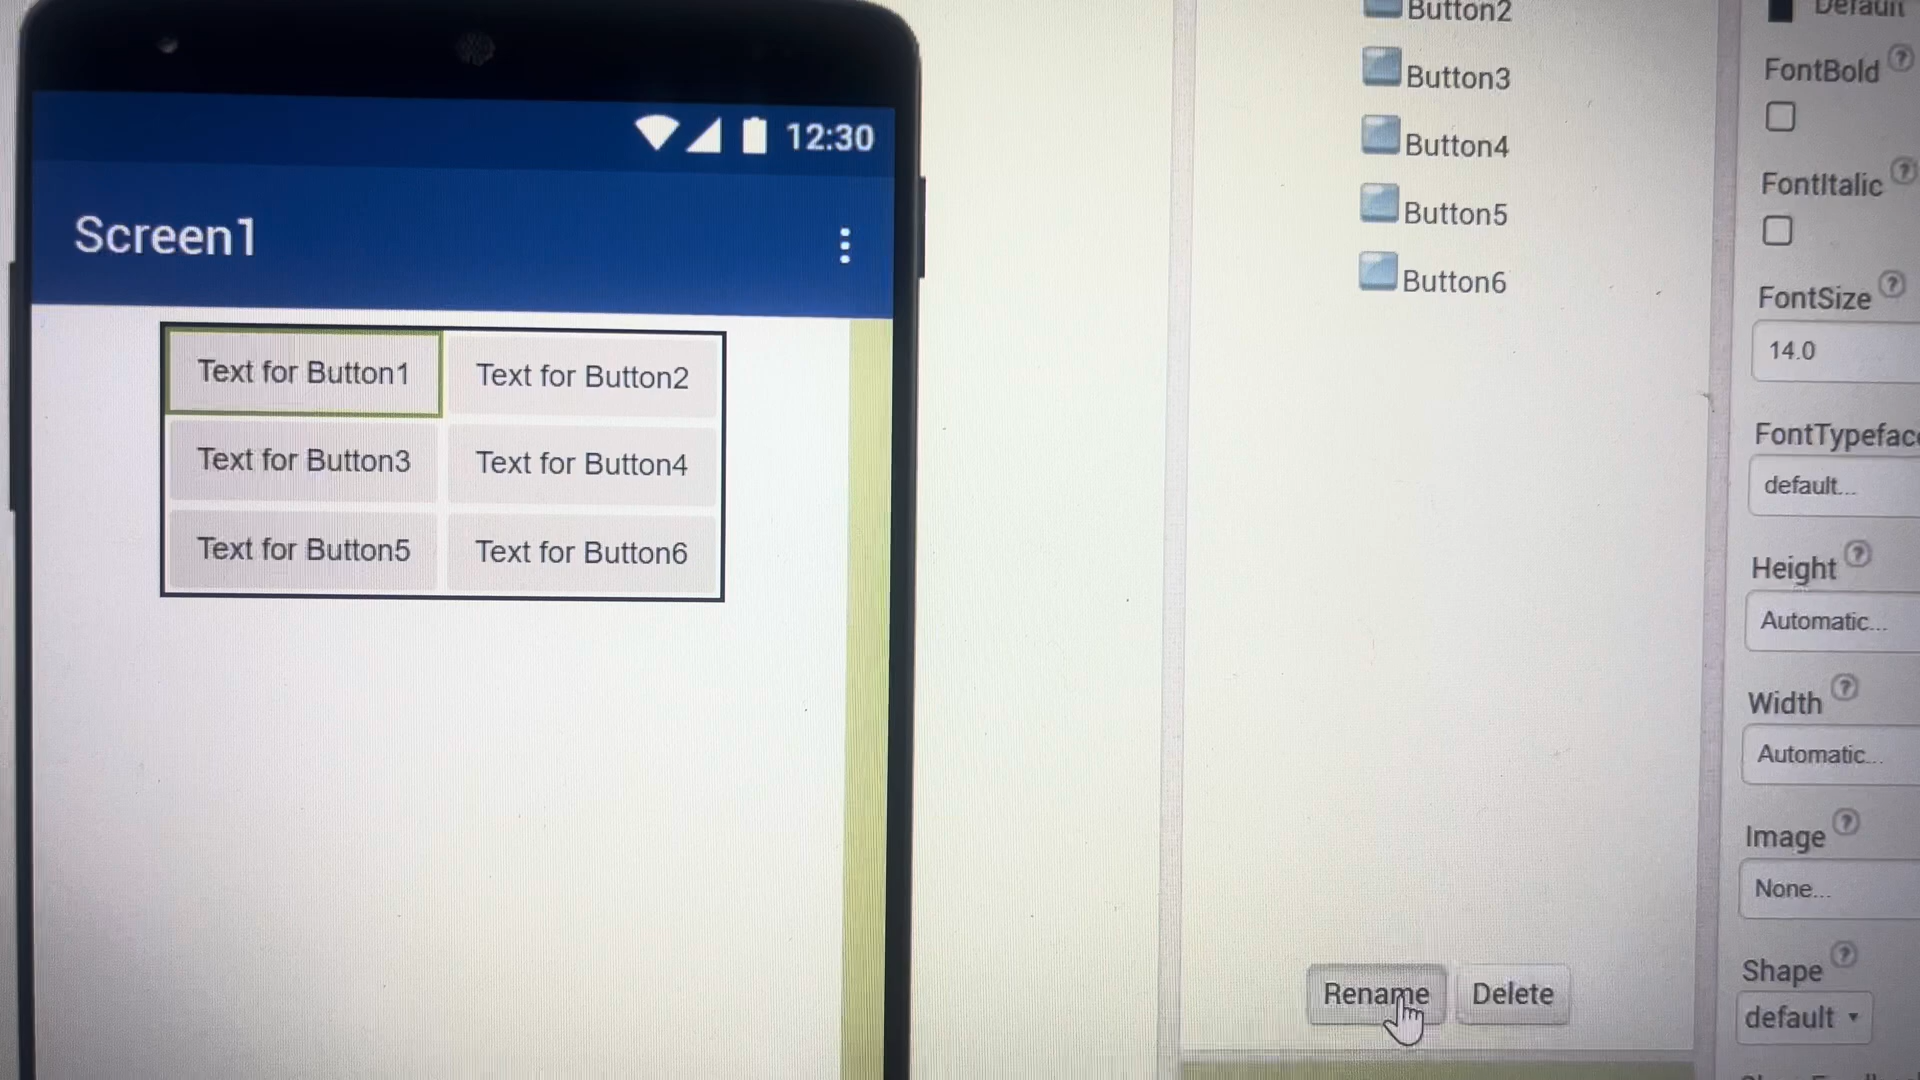 12:30
Screen1
Text for Button1
Text for Button2
Text for Button3
Text for Button4
Text for Button5
Text for Button6
Button2
Button3
Button4
Button5
Button6
Rename
Delete
Default
FontBold ?
FontItalic ?
FontSize ?
14.0
FontTypeface
default...
Height ?
Automatic...
Width ?
Automatic...
Image ?
None...
Shape ?
default